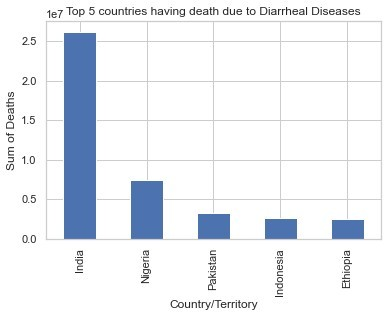 1e7
Top 5 countries having death due to Diarrheal Diseases
2.5
2.0
1.5
1.0
0.5
0.0
Sum of Deaths
India
Nigeria
Pakistan
Indonesia
Ethiopia
Country/Territory